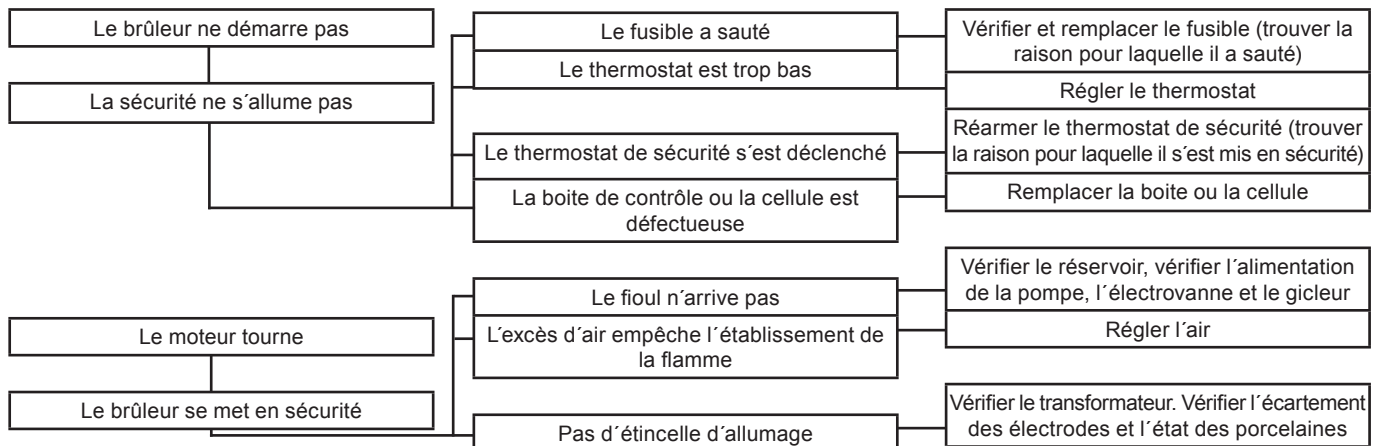 Le brûleur ne démarre pas
La sécurité ne s´allume pas
Le fusible a sauté
Le thermostat est trop bas
Le thermostat de sécurité s´est déclenché
La boite de contrôle ou la cellule est
défectueuse
Vérifier et remplacer le fusible (trouver la
raison pour laquelle il a sauté)
Régler le thermostat
Réarmer le thermostat de sécurité (trouver
la raison pour laquelle il s´est mis en sécurité)
Remplacer la boite ou la cellule
Le moteur tourne
Le brûleur se met en sécurité
Le fioul n´arrive pas
L´excès d´air empêche l´établissement de
la flamme
Pas d´étincelle d´allumage
Vérifier le réservoir, vérifier l´alimentation
de la pompe, l´électrovanne et le gicleur
Régler l´air
Vérifier le transformateur. Vérifier l´écartement
des électrodes et l´état des porcelaines